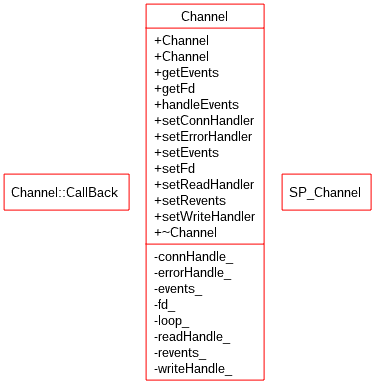 Channel
+Channel
+Channel
+getEvents
+getFd
+handleEvents
+setConnHandler
+setErrorHandler
+setEvents
+setFd
+setReadHandler
+setRevents
+setWriteHandler
+~Channel
-connHandle_
-errorHandle_
-events_
-fd_
-loop_
-readHandle_
-revents_
-writeHandle_
Channel::CallBack
SP_Channel